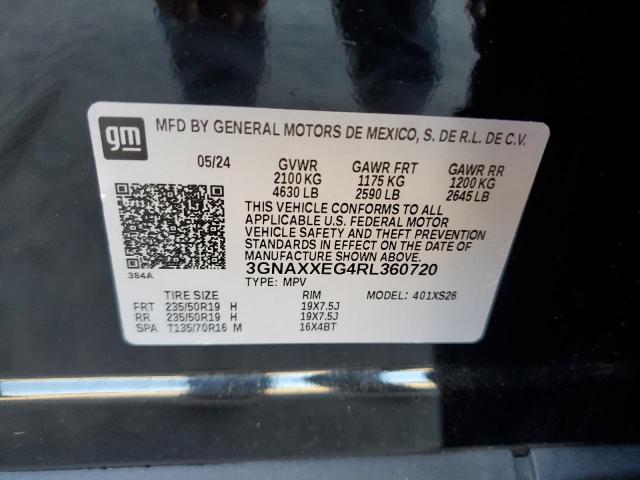 gm
MFD BY GENERAL MOTORS DE MEXICO, S. DE R.L. DE C.V.
05/24 GVWR GAWR FRT GAWR RR
2100 KG 1175 KG 1200 KG
4630 LB 2590 LB 2645 LB
THIS VEHICLE CONFORMS TO ALL
APPLICABLE U.S. FEDERAL MOTOR
VEHICLE SAFETY AND THEFT
PREVENTION STANDARDS
IN EFFECT ON THE DATE OF
MANUFACTURE SHOWN ABOVE.
384A 3GNAXXEG4RL360720
TYPE: MPV MODEL: 401XS26
TIRE SIZE RIM
FRT 235/50R19 H 19X7.5J
RR 235/50R19 H 19X7.5J
SPA T135/70R16 M 16X4BT